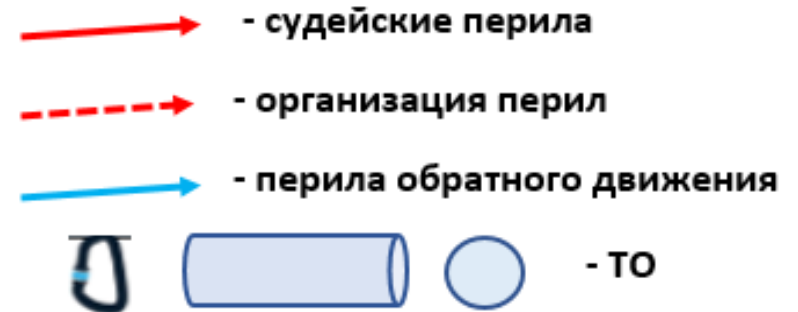 - судейские перила
- организация перил
- перила обратного движения
- ТО